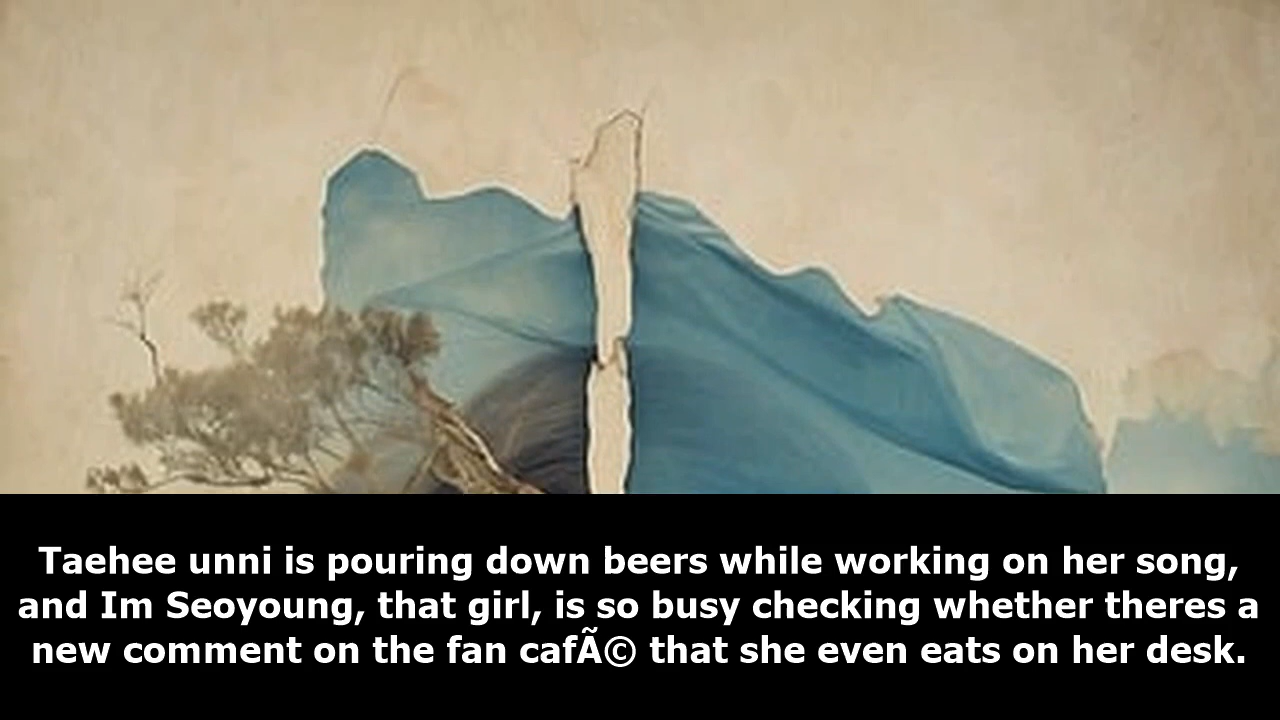 Taehee unni is pouring down beers while working on her song,
and Im Seoyoung, that girl, is so busy checking whether theres a
new comment on the fan cafÃ© that she even eats on her desk.